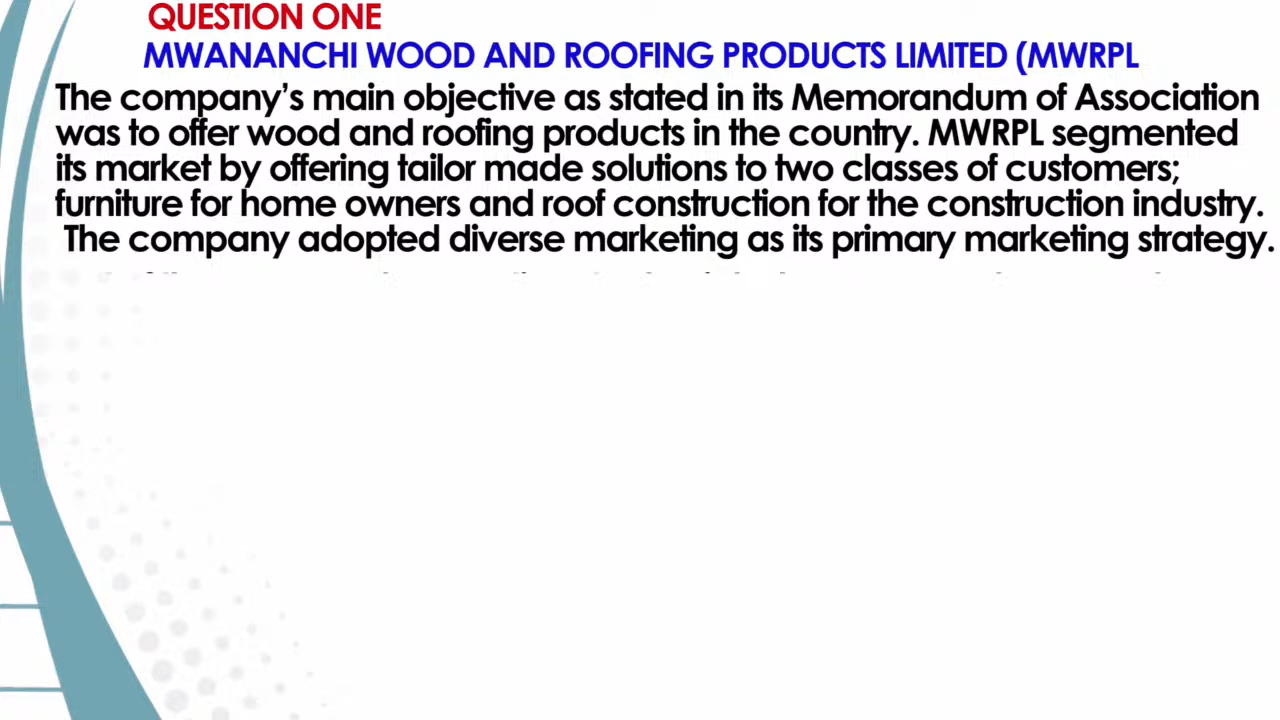 QUESTION ONE
MWANANCHI WOOD AND ROOFING PRODUCTS LIMITED (MWRPL
The company's main objective as stated in its Memorandum of Association
was to offer wood and roofing products in the country. MWRPL segmented
its market by offering tailor made solutions to two classes of customers;
furniture for home owners and roof construction for the construction industry.
The company adopted diverse marketing as its primary marketing strategy.